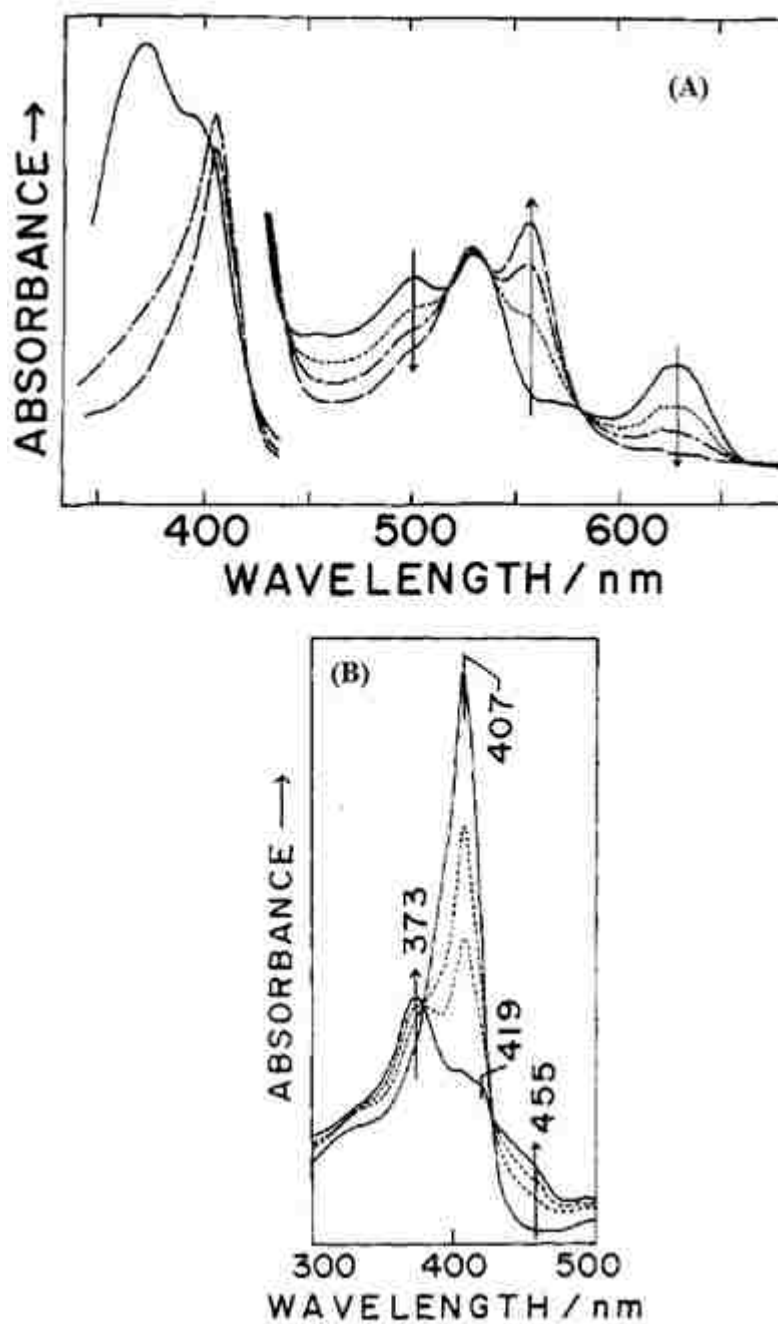 (A)
ABSORBANCE →
400 500 600
WAVELENGTH / nm
(B)
407
373
419
455
ABSORBANCE →
300 400 500
WAVELENGTH / nm